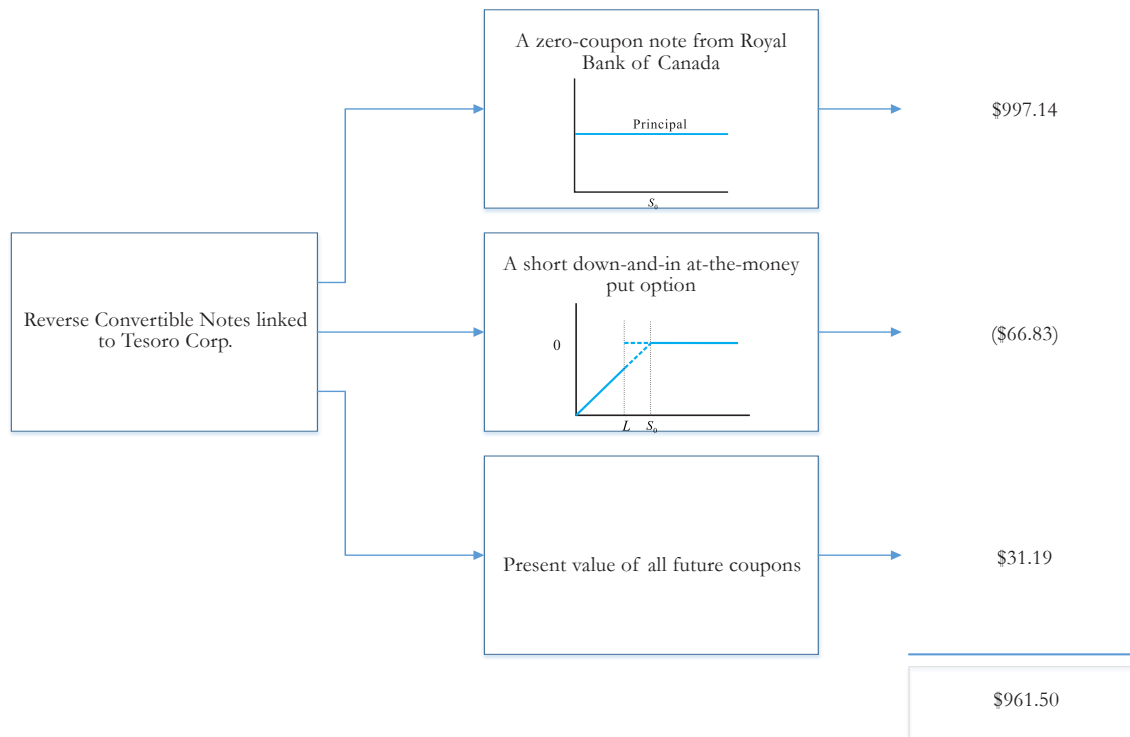 A zero-coupon note from Royal
Bank of Canada
Principal
S₀
$997.14
Reverse Convertible Notes linked
to Tesoro Corp.
A short down-and-in at-the-money
put option
0
L S₀
($66.83)
Present value of all future coupons
$31.19
$961.50